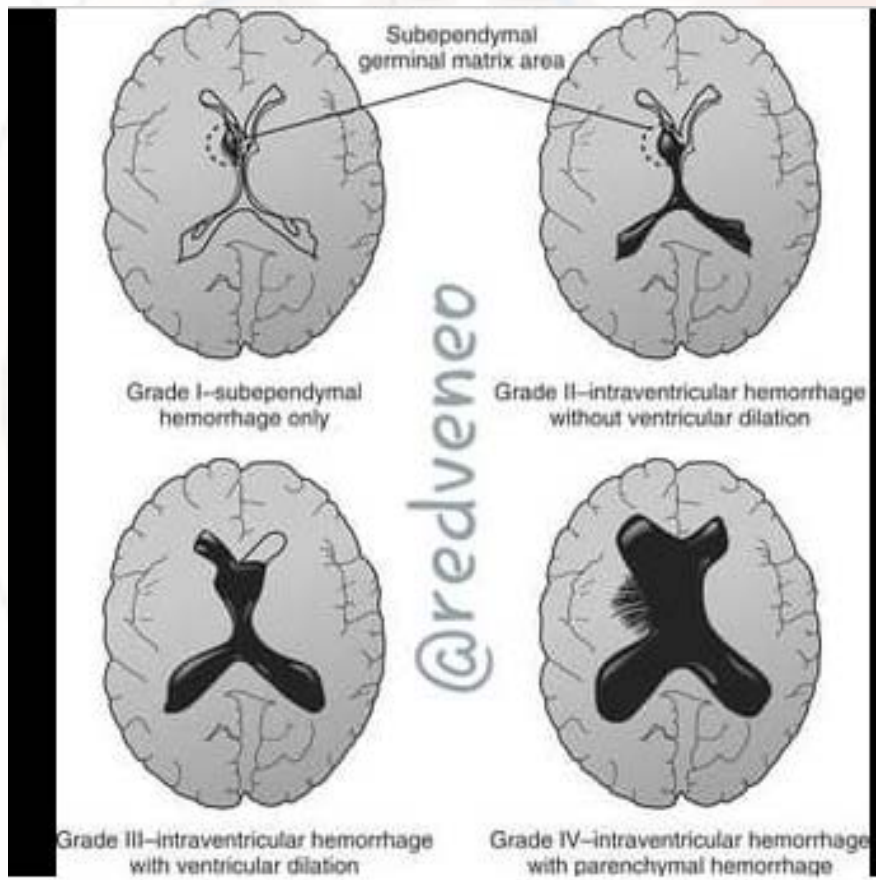 Subependymal
germinal matrix area
Grade I–subependymal
hemorrhage only
Grade II–intraventricular hemorrhage
without ventricular dilation
@redveneo
Grade III–intraventricular hemorrhage
with ventricular dilation
Grade IV–intraventricular hemorrhage
with parenchymal hemorrhage